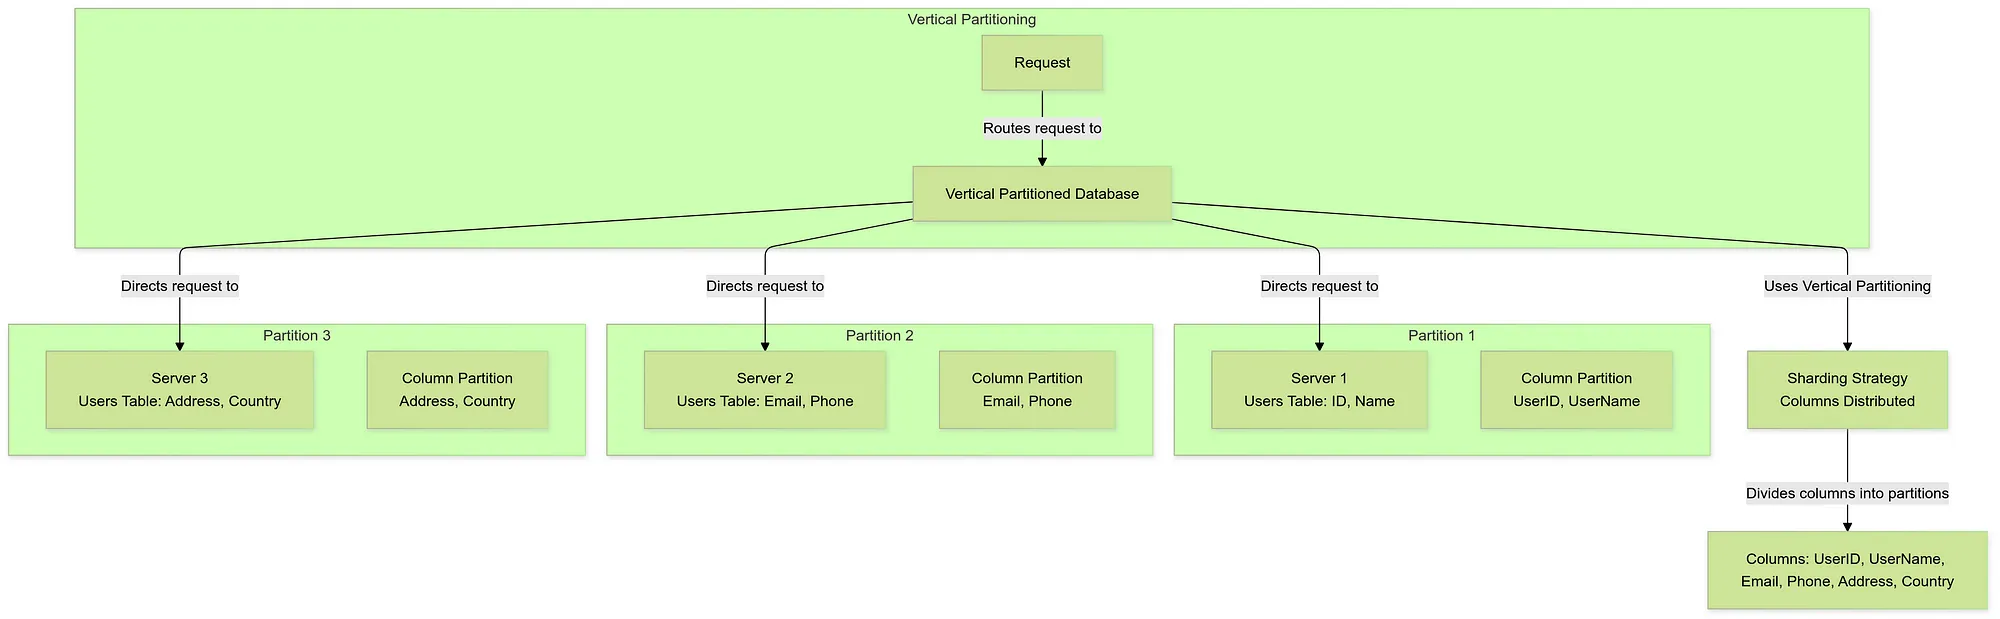 Vertical Partitioning
Request
Routes request to
Vertical Partitioned Database
Directs request to
Directs request to
Directs request to
Uses Vertical Partitioning
Partition 3
Server 3
Users Table: Address, Country
Column Partition
Address, Country
Partition 2
Server 2
Users Table: Email, Phone
Column Partition
Email, Phone
Partition 1
Server 1
Users Table: ID, Name
Column Partition
UserID, UserName
Sharding Strategy
Columns Distributed
Divides columns into partitions
Columns: UserID, UserName,
Email, Phone, Address, Country